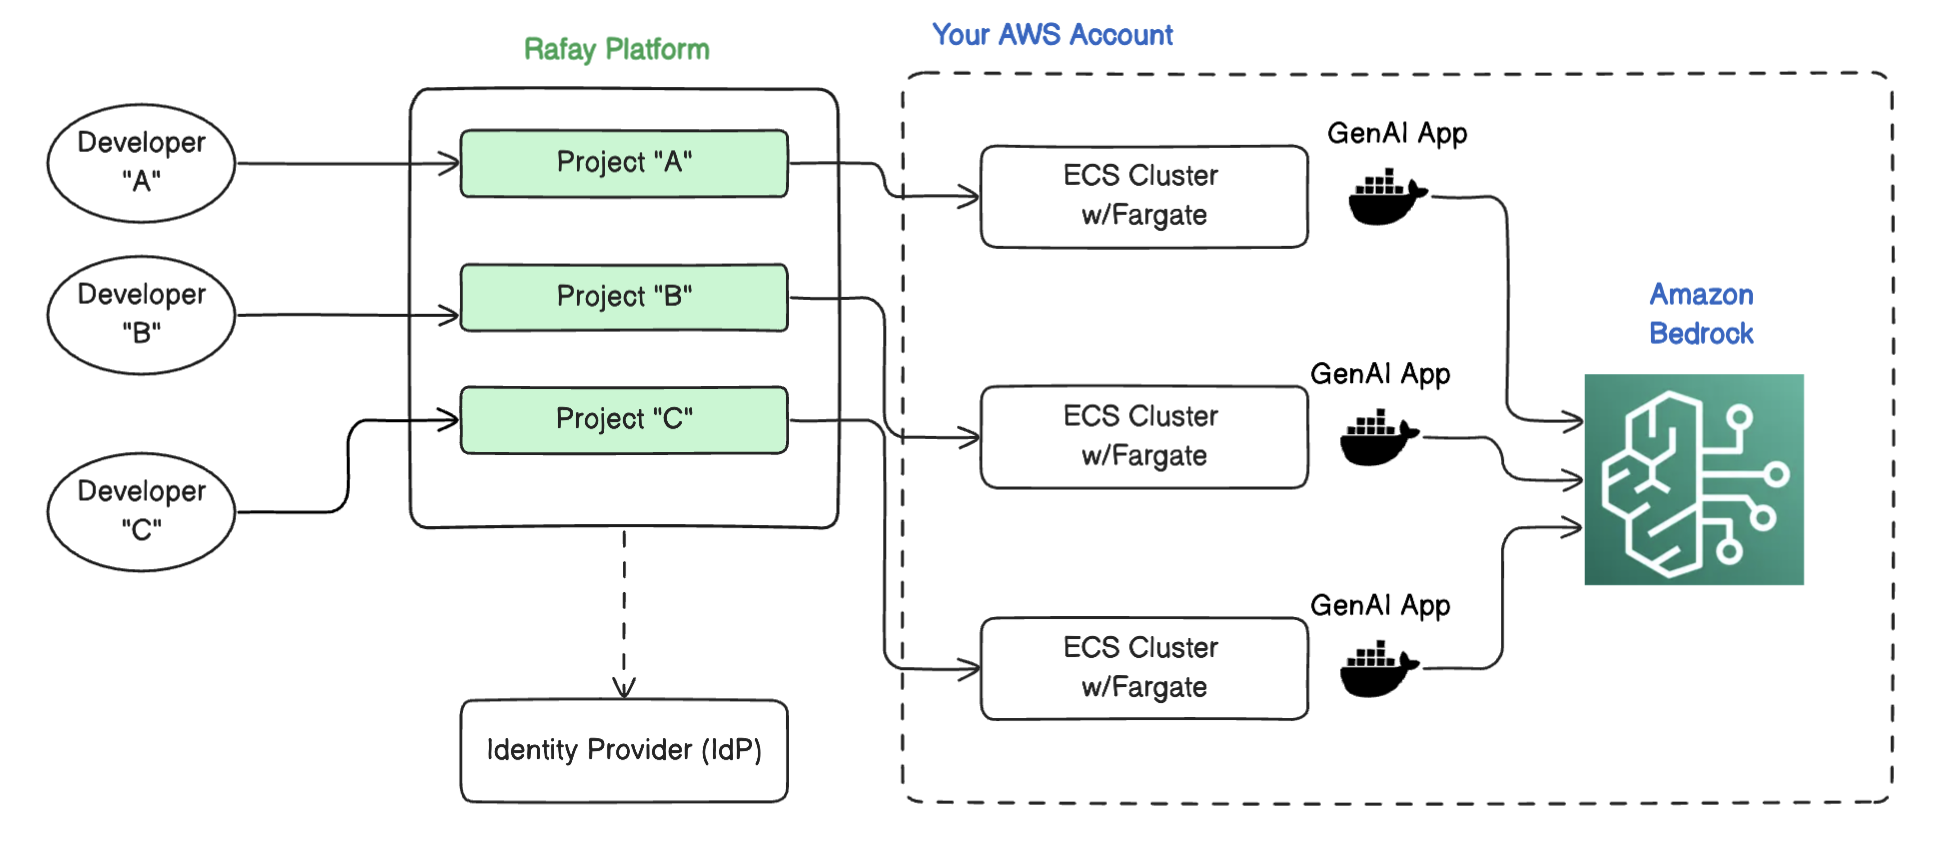 Rafay Platform
Your AWS Account
Developer
"A"
Project "A"
ECS Cluster
w/Fargate
GenAI App
Developer
"B"
Project "B"
Amazon
Bedrock
Project "C"
ECS Cluster
w/Fargate
GenAI App
Developer
"C"
ECS Cluster
w/Fargate
GenAI App
Identity Provider (IdP)